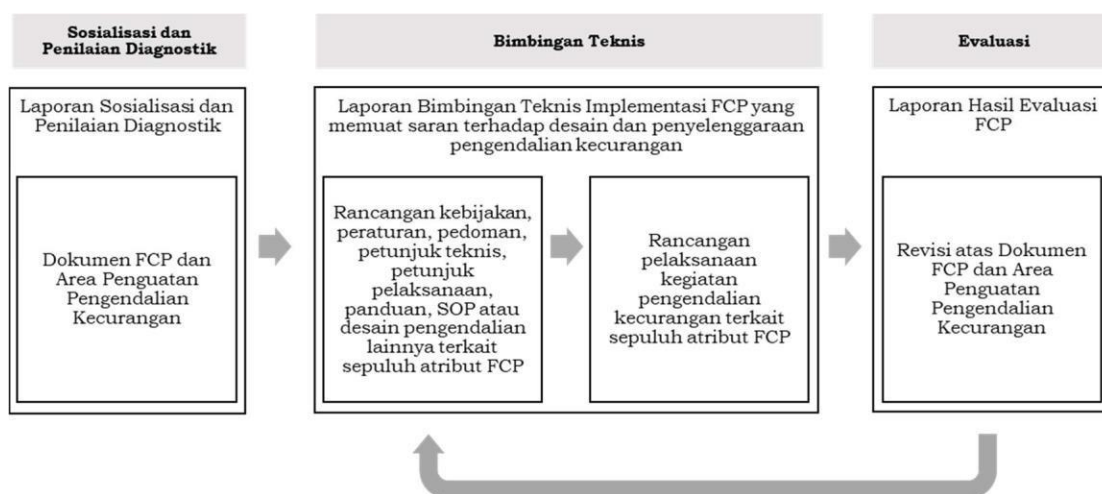 Sosialisasi dan
Penilaian Diagnostik
Bimbingan Teknis
Evaluasi
Laporan Sosialisasi dan
Penilaian Diagnostik
Dokumen FCP dan
Area Penguatan
Pengendalian
Kecurangan
Laporan Bimbingan Teknis Implementasi FCP yang
memuat saran terhadap desain dan penyelenggaraan
pengendalian kecurangan
Rancangan kebijakan,
peraturan, pedoman,
petunjuk teknis,
petunjuk
pelaksanaan,
panduan, SOP atau
desain pengendalian
lainnya terkait
sepuluh atribut FCP
Rancangan
pelaksanaan
kegiatan
pengendalian
kecurangan terkait
sepuluh atribut FCP
Laporan Hasil Evaluasi
FCP
Revisi atas Dokumen
FCP dan Area
Penguatan
Pengendalian
Kecurangan